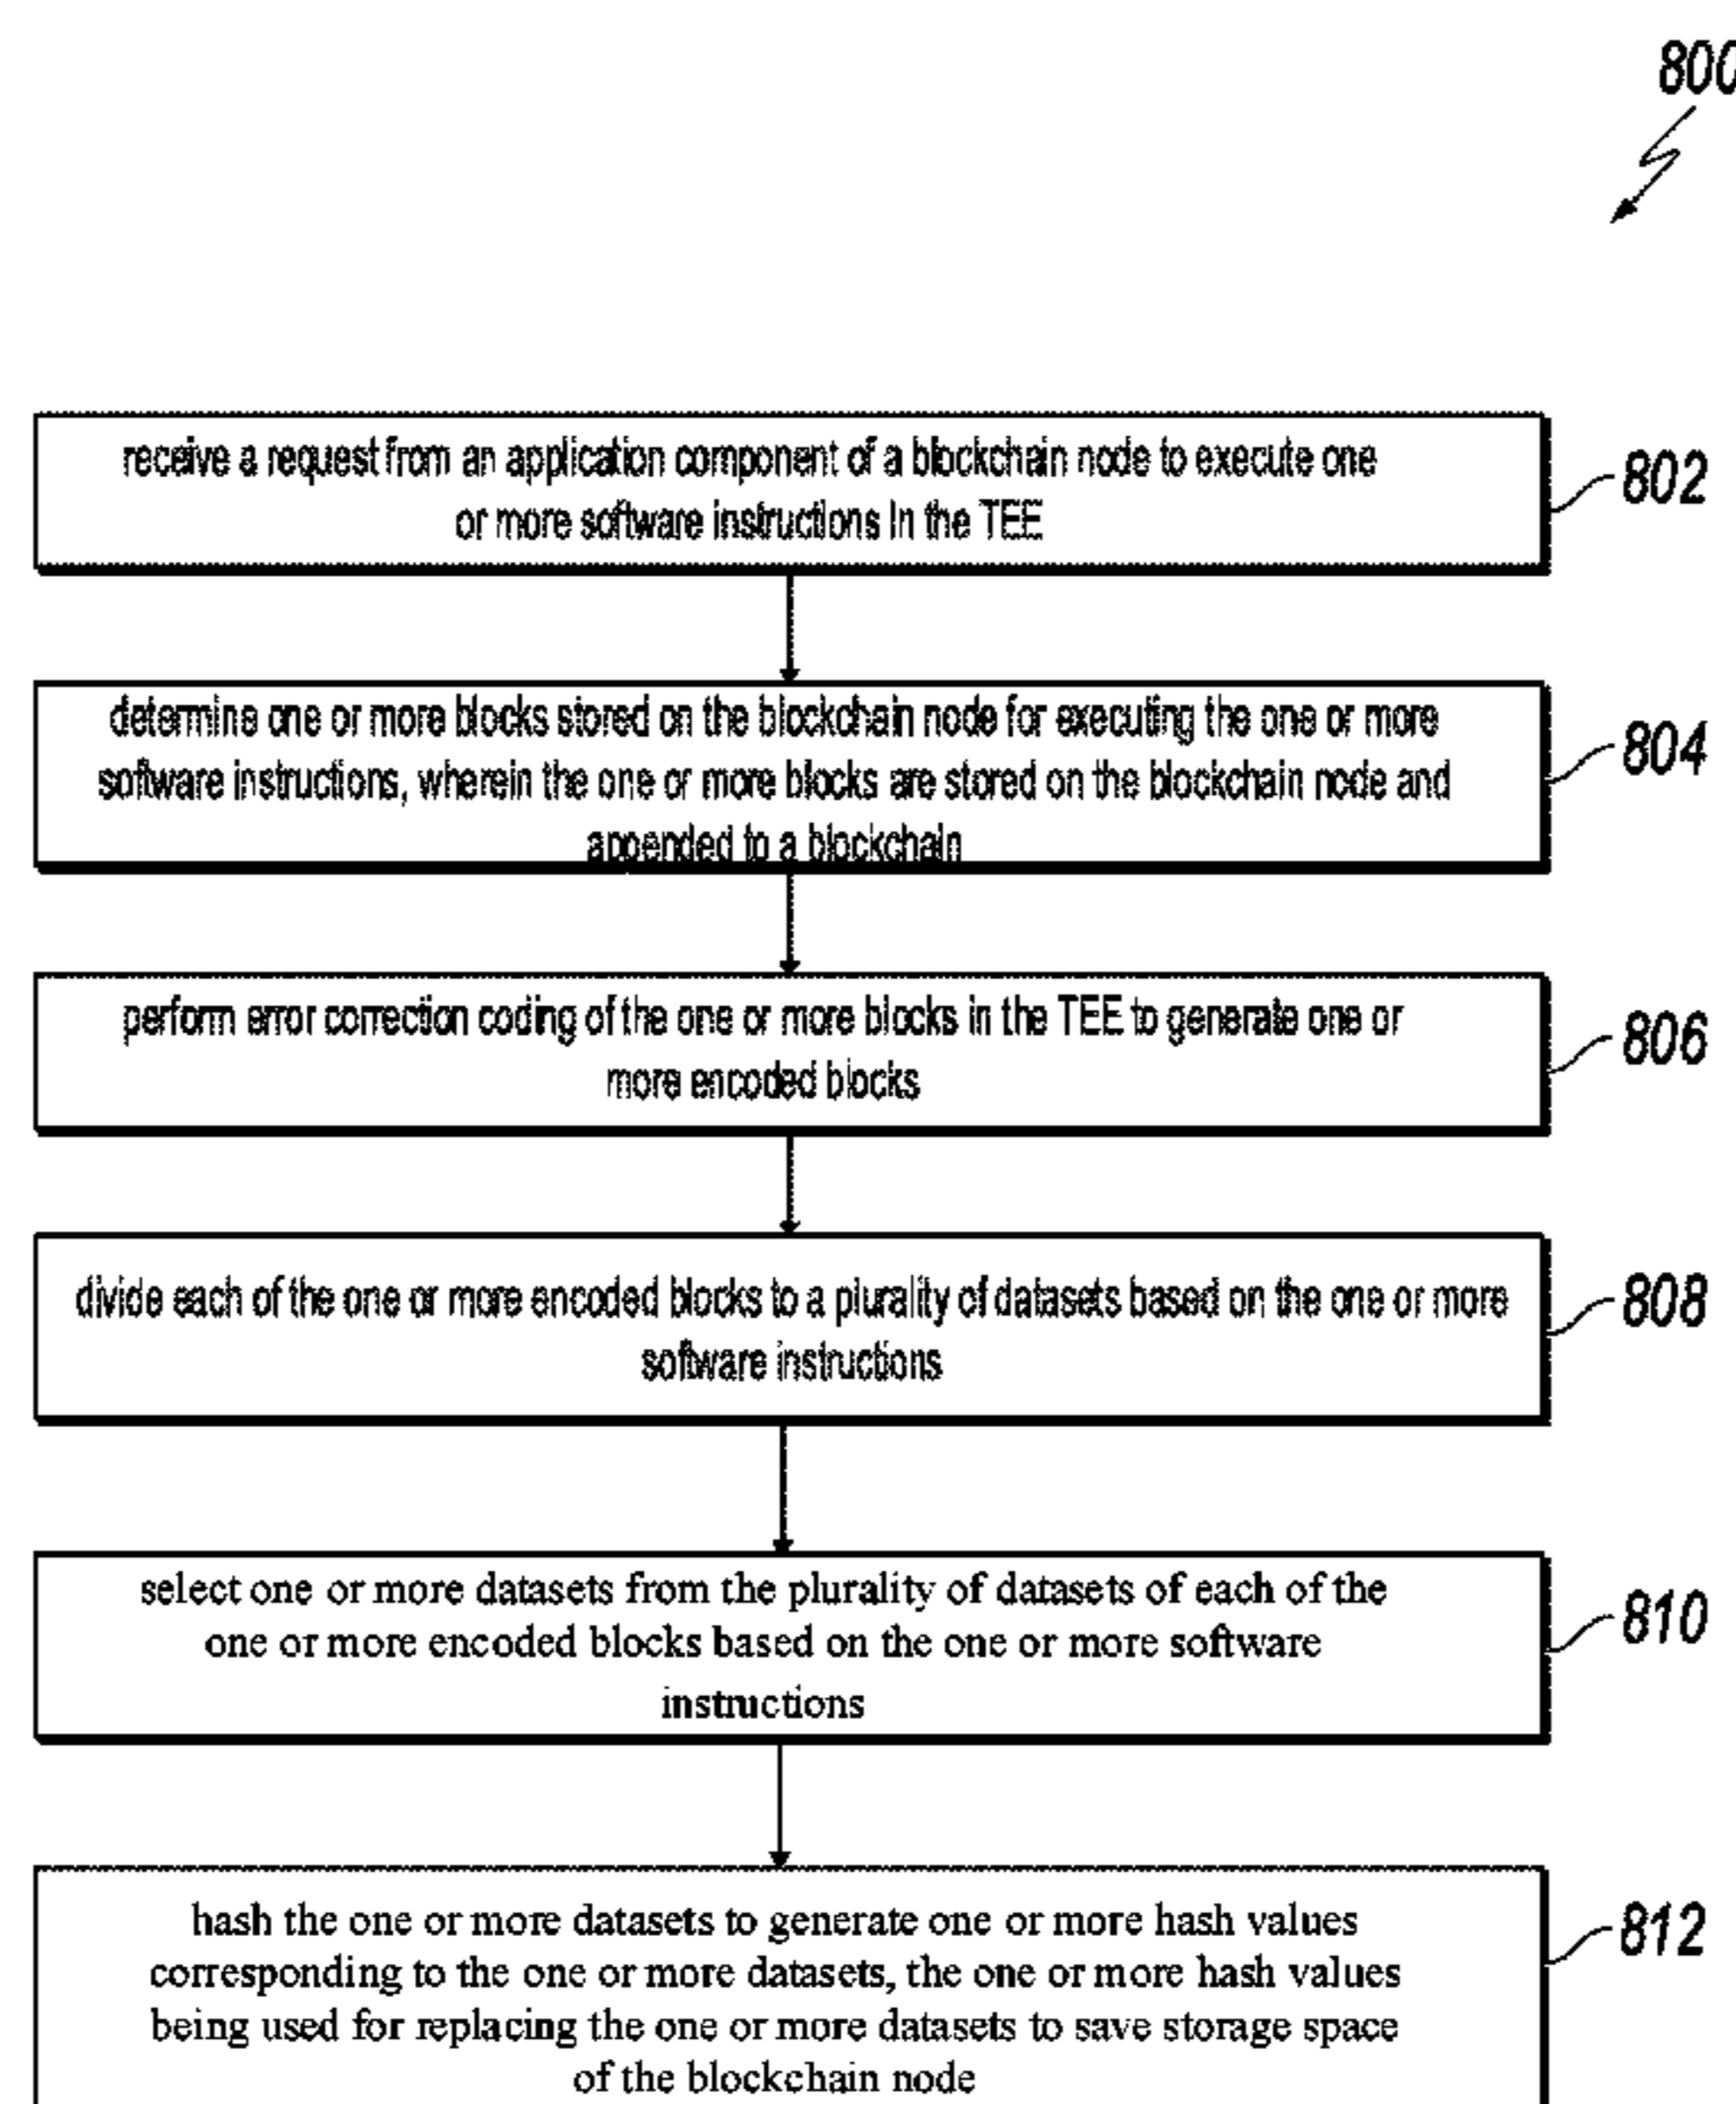 800
receive a request from an application component of a blockchain node to execute one
or more software instructions In the TEE
802
determine one or more blocks stored on the blockchain node for executing the one or more
software instructions, wherein the one or more blocks are stored on the blockchain node and
appended to a blockchain
804
perform error correction coding of the one or more blocks in the TEE to generate one or
more encoded blocks
806
divide each of the one or more encoded blocks to a plurality of datasets based on the one or more
software instructions
808
select one or more datasets from the plurality of datasets of each of the
one or more encoded blocks based on the one or more software
instructions
810
hash the one or more datasets to generate one or more hash values
corresponding to the one or more datasets, the one or more hash values
being used for replacing the one or more datasets to save storage space
of the blockchain node
812